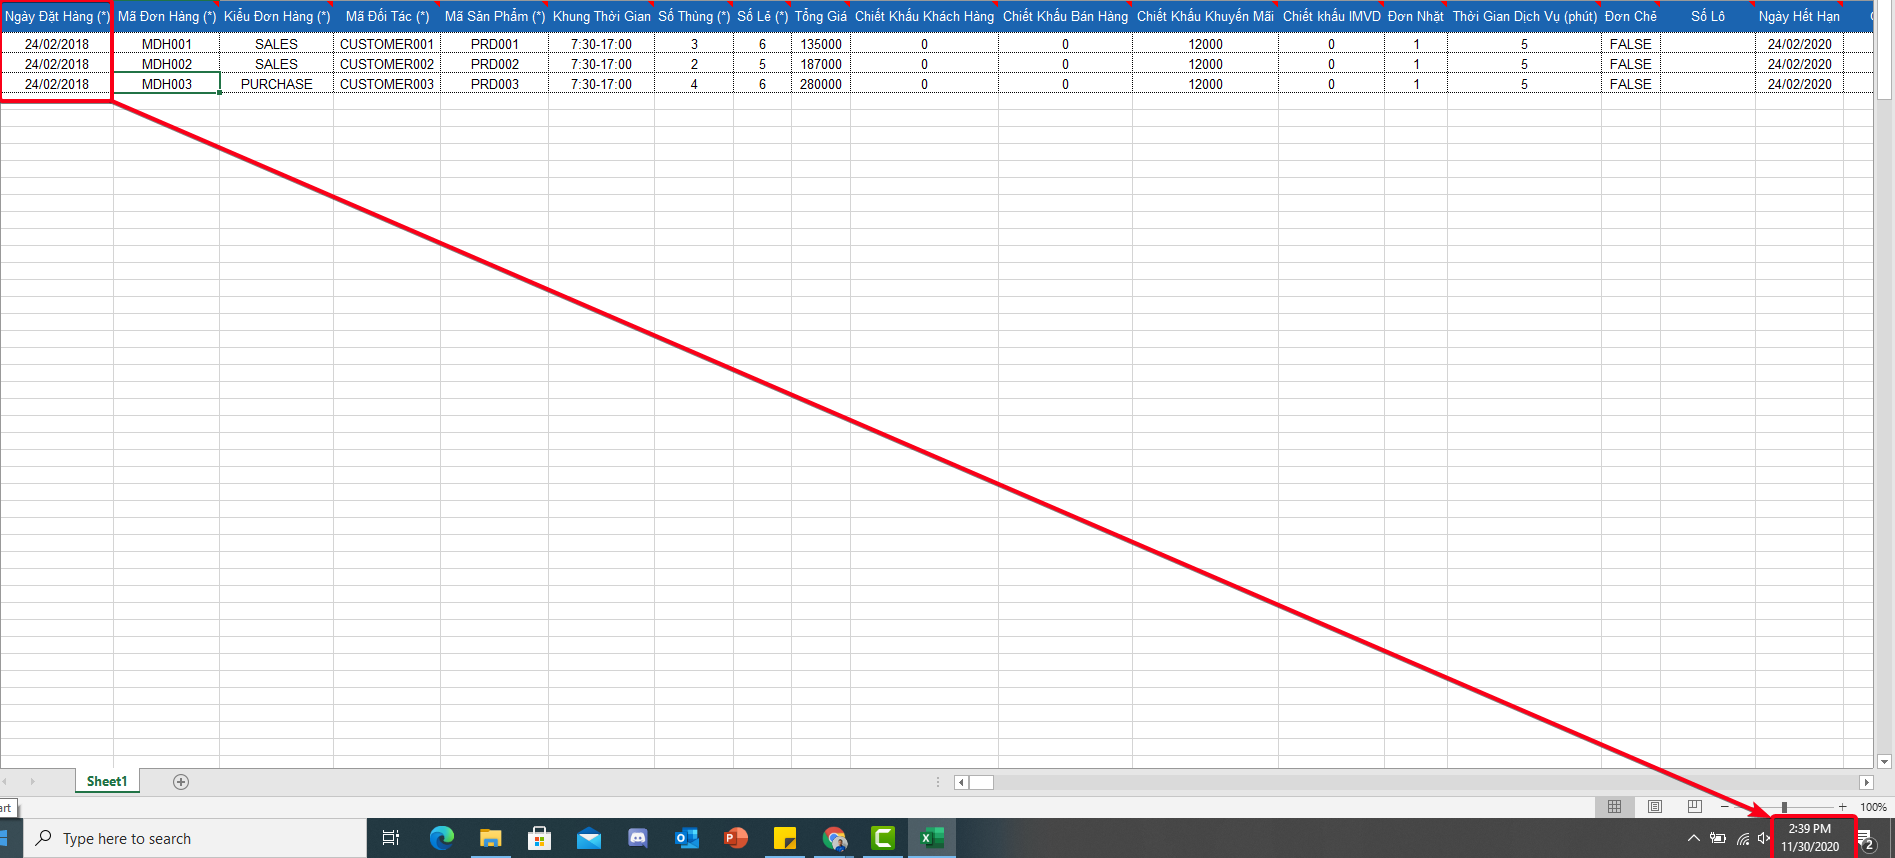 Ngày Đặt Hàng (*) Mã Đơn Hàng (*) Kiểu Đơn Hàng (*) Mã Đối Tác (*) Mã Sản Phẩm (*) Khung Thời Gian Số Thùng (*) Số Lẻ (*) Tổng Giá Chiết Khấu Khách Hàng Chiết Khấu Bán Hàng Chiết Khấu Khuyến Mãi Chiết khấu IMVD Đơn Nhặt Thời Gian Dịch Vụ (phút) Đơn Chẻ Số Lô Ngày Hết Hạn
24/02/2018 MDH001 SALES CUSTOMER001 PRD001 7:30-17:00 3 6 135000 0 0 12000 0 1 5 FALSE 24/02/2020
24/02/2018 MDH002 SALES CUSTOMER002 PRD002 7:30-17:00 2 5 187000 0 0 12000 0 1 5 FALSE 24/02/2020
24/02/2018 MDH003 PURCHASE CUSTOMER003 PRD003 7:30-17:00 4 6 280000 0 0 12000 0 1 5 FALSE 24/02/2020
Sheet1
art
100%
Type here to search
2:39 PM
11/30/2020
2